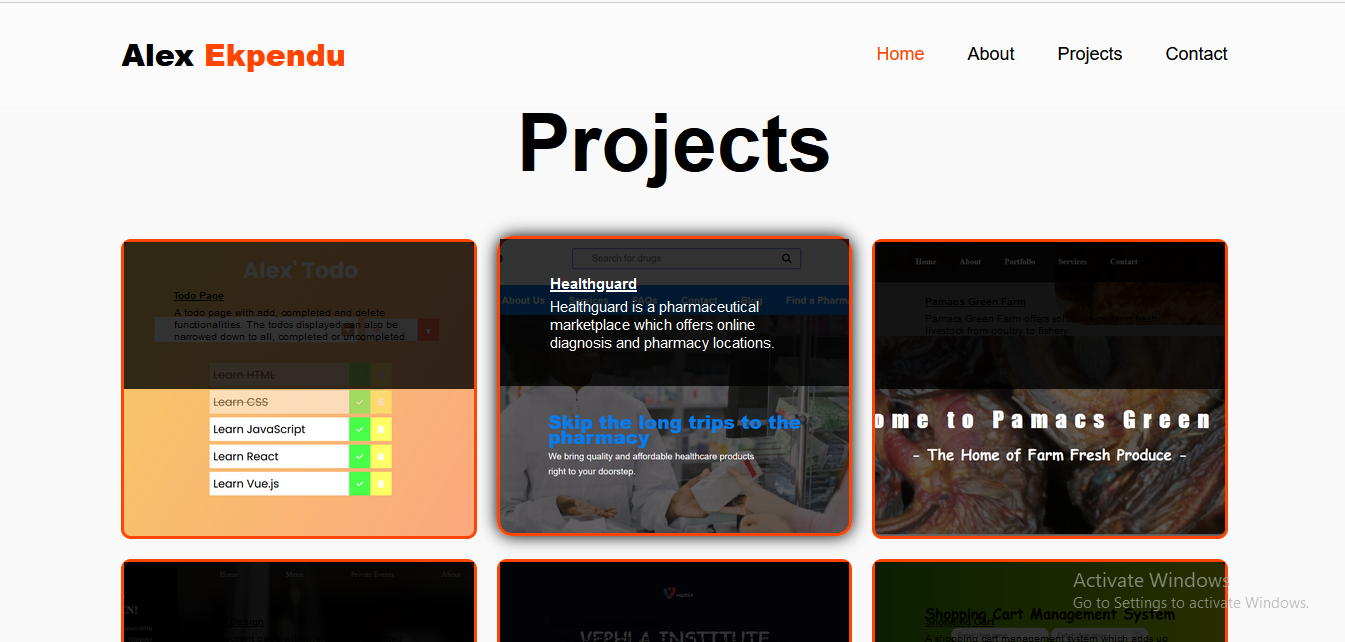 Alex Ekpendu
Home About Projects Contact
Projects
Alex' Todo
Todo Page
A todo page with add, completed and delete
functionalities. The todos displayed can also be
narrowed down to all, completed or uncompleted.
Learn HTML
Learn CSS
Learn JavaScript
Learn React
Learn Vue.js
Search for drugs
About Us Services FAQs Contact Blog Find a Pharm
Healthguard
Healthguard is a pharmaceutical
marketplace which offers online
diagnosis and pharmacy locations.
Skip the long trips to the
pharmacy
We bring quality and affordable healthcare products
right to your doorstep.
Home About Portfolio Services Contact
Pamacs Green Farm
Pamacs Green Farm offers
livestock from poultry to fishery.
ome to Pamacs Green
- The Home of Farm Fresh Produce -
Home Menu Private Events About
EN!
Design
vephla
VEPHLA INSTITUTE
Shopping Cart Management System
Shopping Cart
A shopping cart management system which adds up
Activate Windows
Go to Settings to activate Windows.